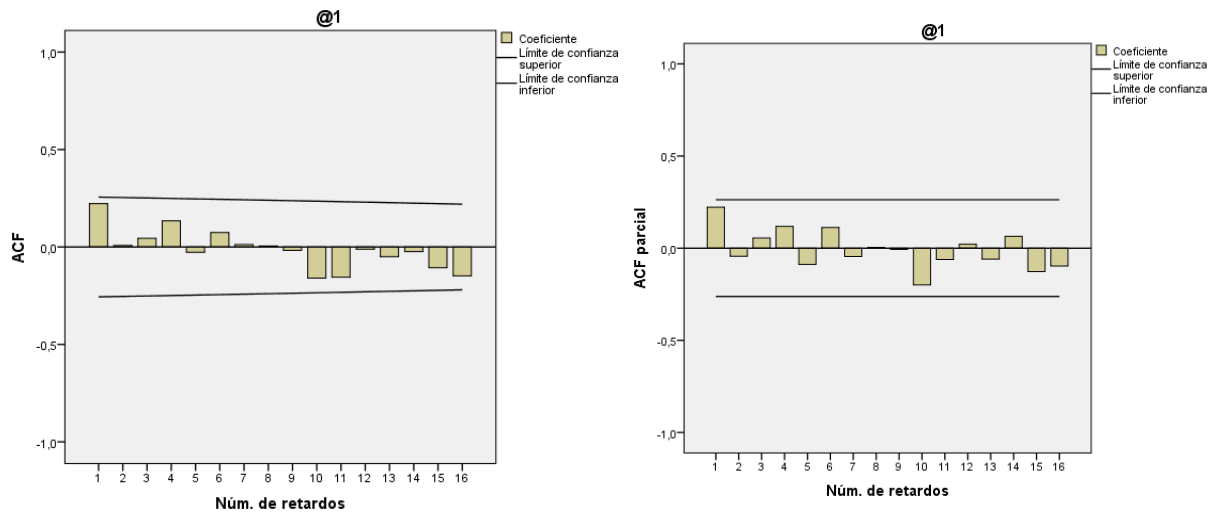 @1
1,0
0,5
0,0
-0,5
-1,0
ACF
1 2 3 4 5 6 7 8 9 10 11 12 13 14 15 16
Núm. de retardos
Coeficiente
Límite de confianza
superior
Límite de confianza
inferior
@1
1,0
0,5
0,0
-0,5
-1,0
ACF parcial
1 2 3 4 5 6 7 8 9 10 11 12 13 14 15 16
Núm. de retardos
Coeficiente
Límite de confianza
superior
Límite de confianza
inferior